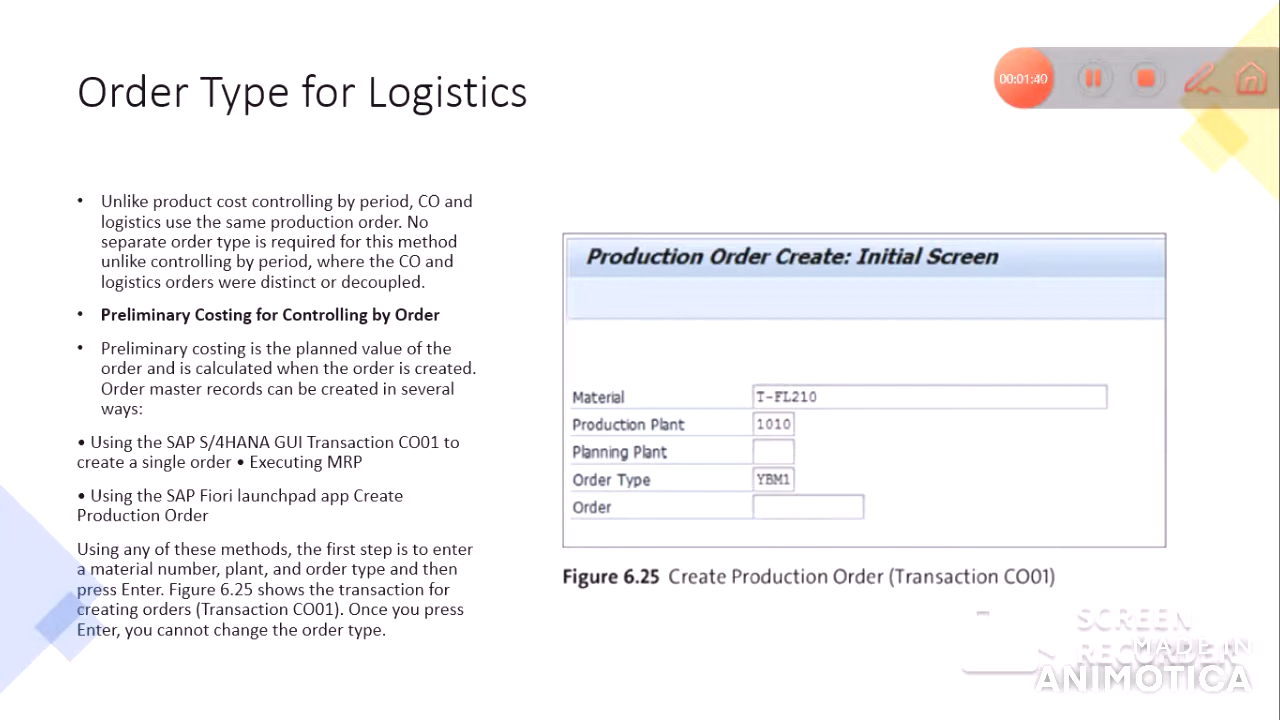 Order Type for Logistics
00:01:40
• Unlike product cost controlling by period, CO and
logistics use the same production order. No
separate order type is required for this method
unlike controlling by period, where the CO and
logistics orders were distinct or decoupled.
• Preliminary Costing for Controlling by Order
• Preliminary costing is the planned value of the
order and is calculated when the order is created.
Order master records can be created in several
ways:
• Using the SAP S/4HANA GUI Transaction CO01 to
create a single order • Executing MRP
• Using the SAP Fiori launchpad app Create
Production Order
Using any of these methods, the first step is to enter
a material number, plant, and order type and then
press Enter. Figure 6.25 shows the transaction for
creating orders (Transaction CO01). Once you press
Enter, you cannot change the order type.
Production Order Create: Initial Screen
Material T-FL210
Production Plant 1010
Planning Plant
Order Type YBM1
Order
Figure 6.25 Create Production Order (Transaction CO01)
SCREEN
RECORDER
MADE IN
ANIMOTICA